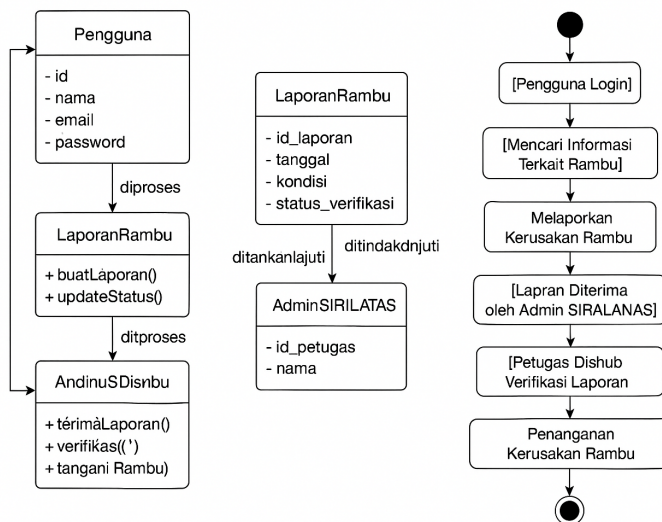 Pengguna
- id
- nama
- email
- password
diproses
LaporanRambu
+ buatLaporan()
+ updateStatus()
ditproses
AndinuSDisnbu
+ térimàLaporan()
+ verifikas((')
+ tangani Rambu)
LaporanRambu
- id_laporan
- tanggal
- kondisi
- status_verifikasi
ditankanlajuti
ditindakdnjuti
AdminSIRILATAS
- id_petugas
- nama
[Pengguna Login]
[Mencari Informasi
Terkait Rambu]
Melaporkan
Kerusakan Rambu
[Lapran Diterima
oleh Admin SIRALANAS]
[Petugas Dishub
Verifikasi Laporan
Penanganan
Kerusakan Rambu